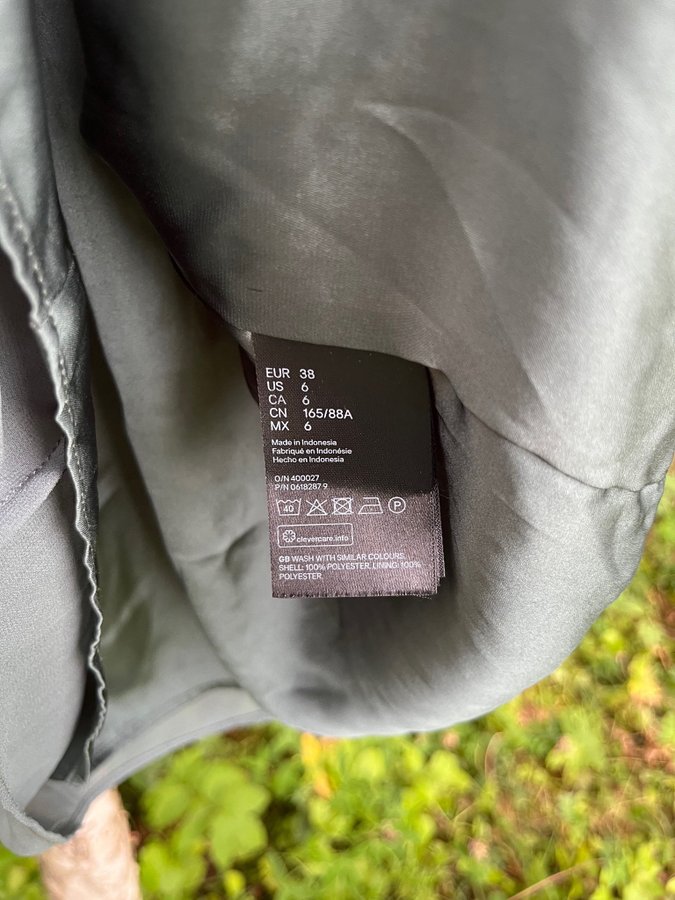 EUR 38
US 6
CA 6
CN 165/88A
MX 6
Made in Indonesia
Fabriqué en Indonésie
Hecho en Indonesia
O/N 400027
P/N 0618287 9
40
P
clevercare.info
GB WASH WITH SIMILAR COLOURS.
SHELL: 100% POLYESTER. LINING: 100%
POLYESTER.